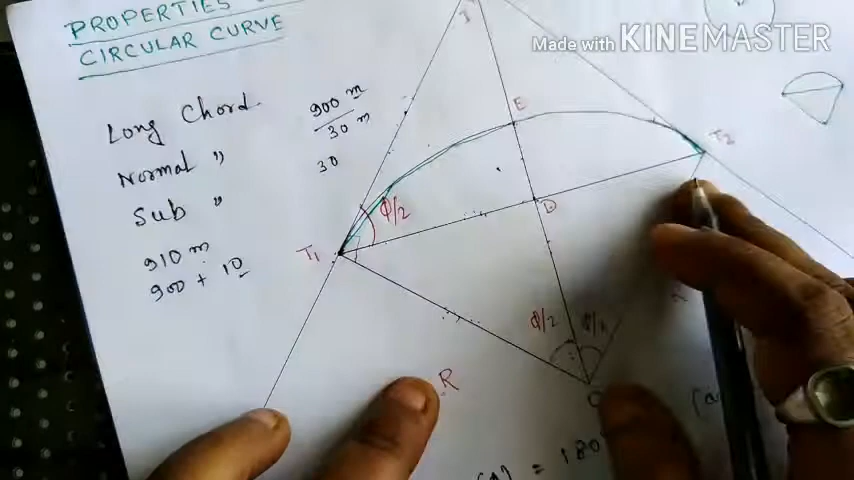 PROPERTIES
CIRCULAR CURVE
Made with KINEMASTER
Long Chord 900 m
30 m
Normal " 30
Sub "
910 m
900 + 10
T1
T2
E
D
Φ/2
Φ/2
R
= 180